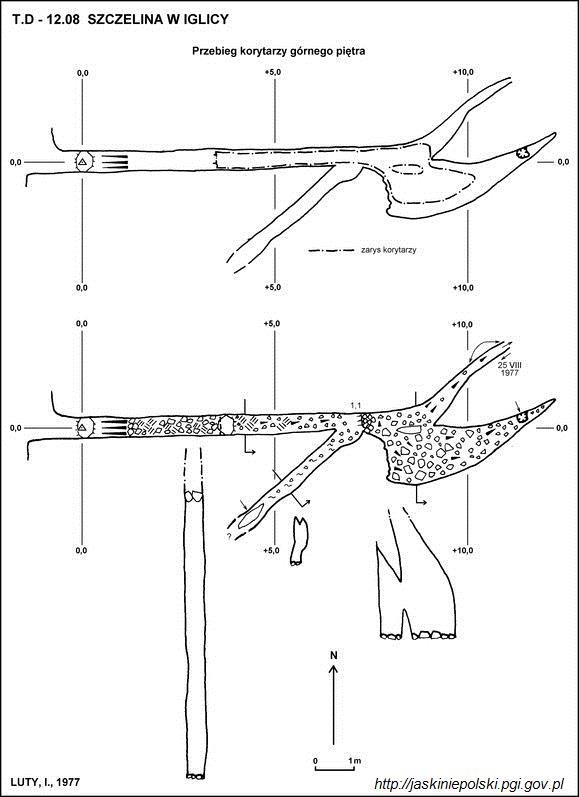 T.D - 12.08 SZCZELINA W IGLICY
Przebieg korytarzy górnego piętra
0,0 +5,0 +10,0
0,0 0,0
zarys korytarzy
0,0 +5,0 +10,0
0,0 +5,0 +10,0
25 VIII
1977
1,1
0,0 0,0
?
0,0 +5,0 +10,0
N
0 1m
LUTY, I., 1977
http://jaskiniepolski.pgi.gov.pl